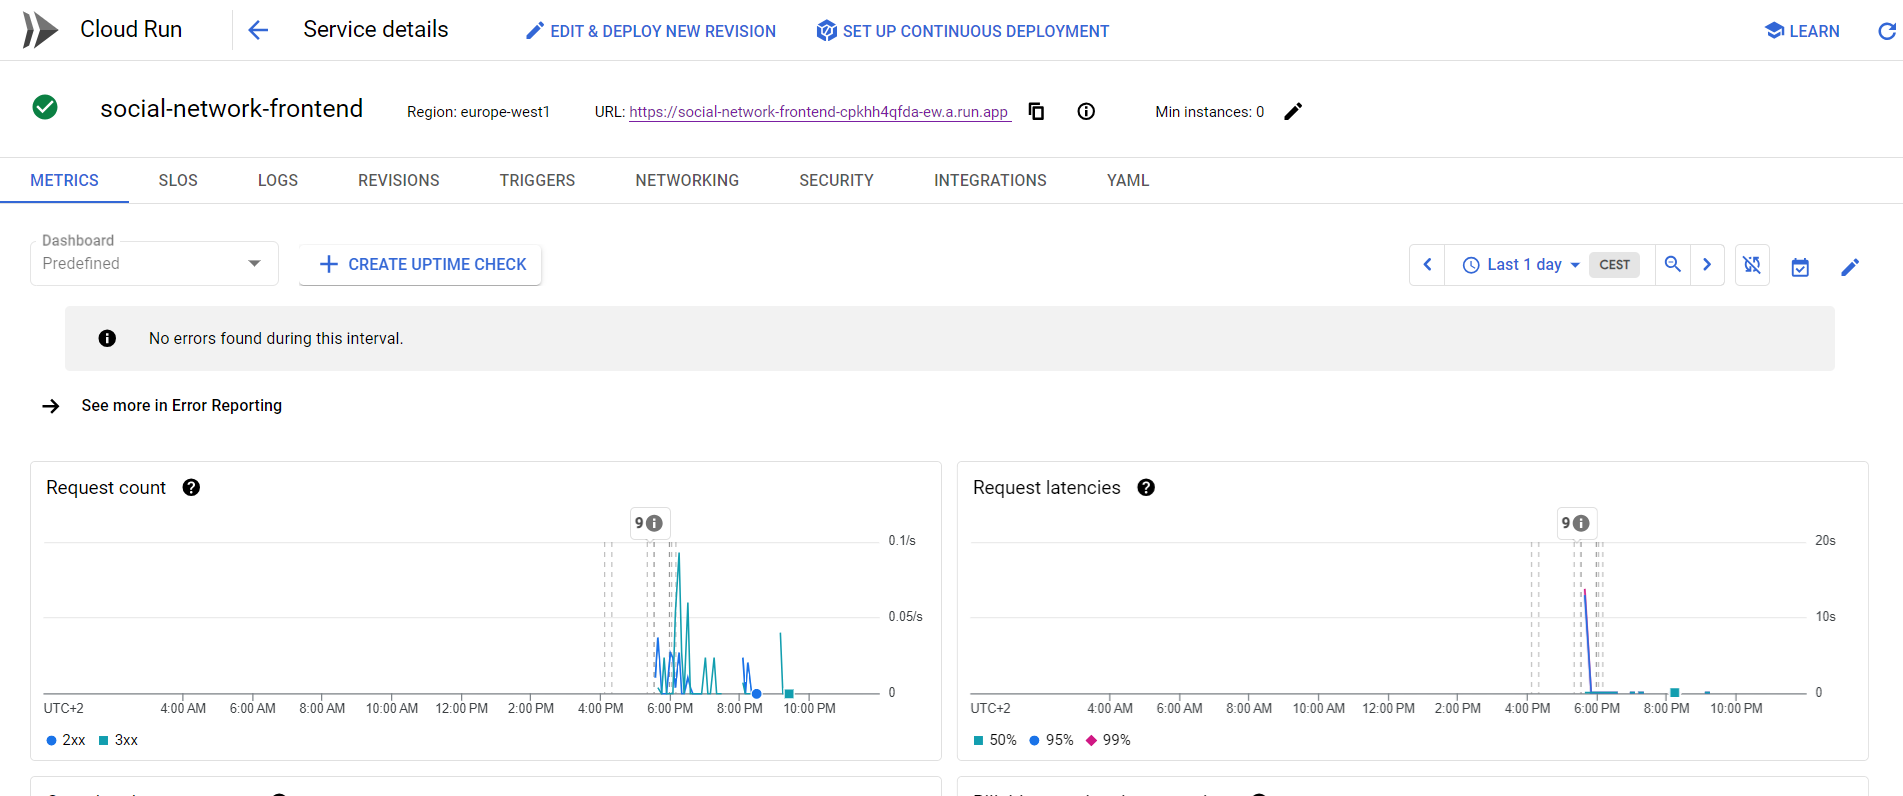 Cloud Run
Service details
EDIT & DEPLOY NEW REVISION
SET UP CONTINUOUS DEPLOYMENT
LEARN
social-network-frontend
Region: europe-west1
URL: https://social-network-frontend-cpkhh4qfda-ew.a.run.app
Min instances: 0
METRICS
SLOS
LOGS
REVISIONS
TRIGGERS
NETWORKING
SECURITY
INTEGRATIONS
YAML
Dashboard
Predefined
CREATE UPTIME CHECK
Last 1 day
CEST
No errors found during this interval.
See more in Error Reporting
Request count
9
0.1/s
0.05/s
0
UTC+2 4:00 AM 6:00 AM 8:00 AM 10:00 AM 12:00 PM 2:00 PM 4:00 PM 6:00 PM 8:00 PM 10:00 PM
2xx 3xx
Request latencies
9
20s
10s
0
UTC+2 4:00 AM 6:00 AM 8:00 AM 10:00 AM 12:00 PM 2:00 PM 4:00 PM 6:00 PM 8:00 PM 10:00 PM
50% 95% 99%